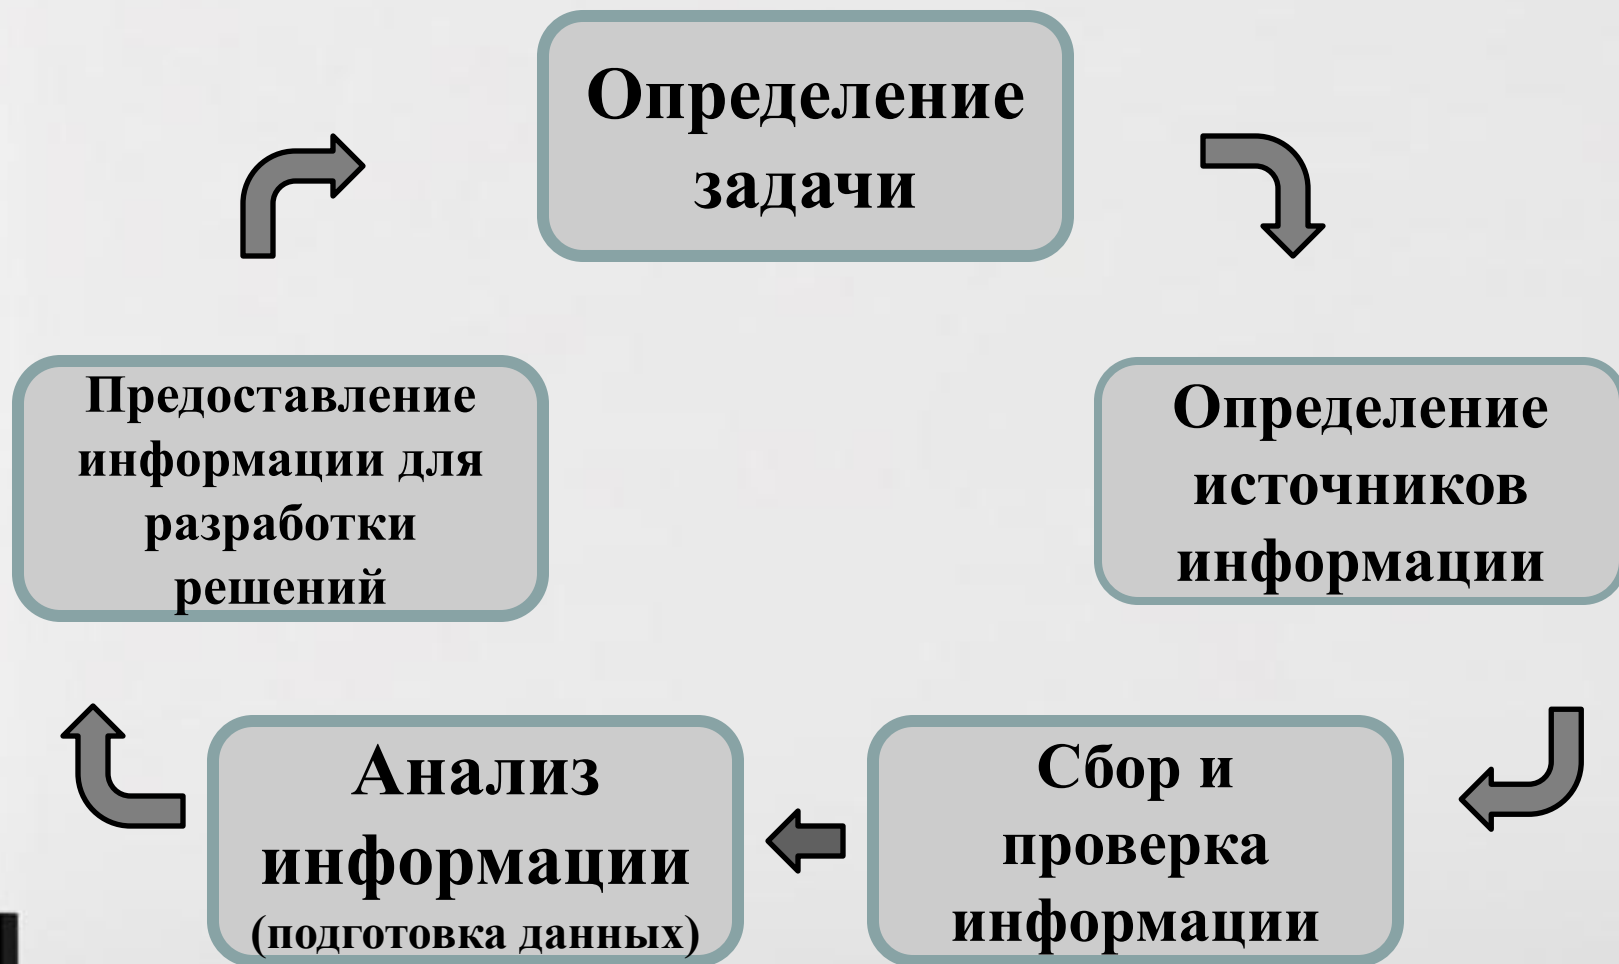 Определение
задачи
Определение
источников
информации
Сбор и
проверка
информации
Анализ
информации
(подготовка данных)
Предоставление
информации для
разработки
решений